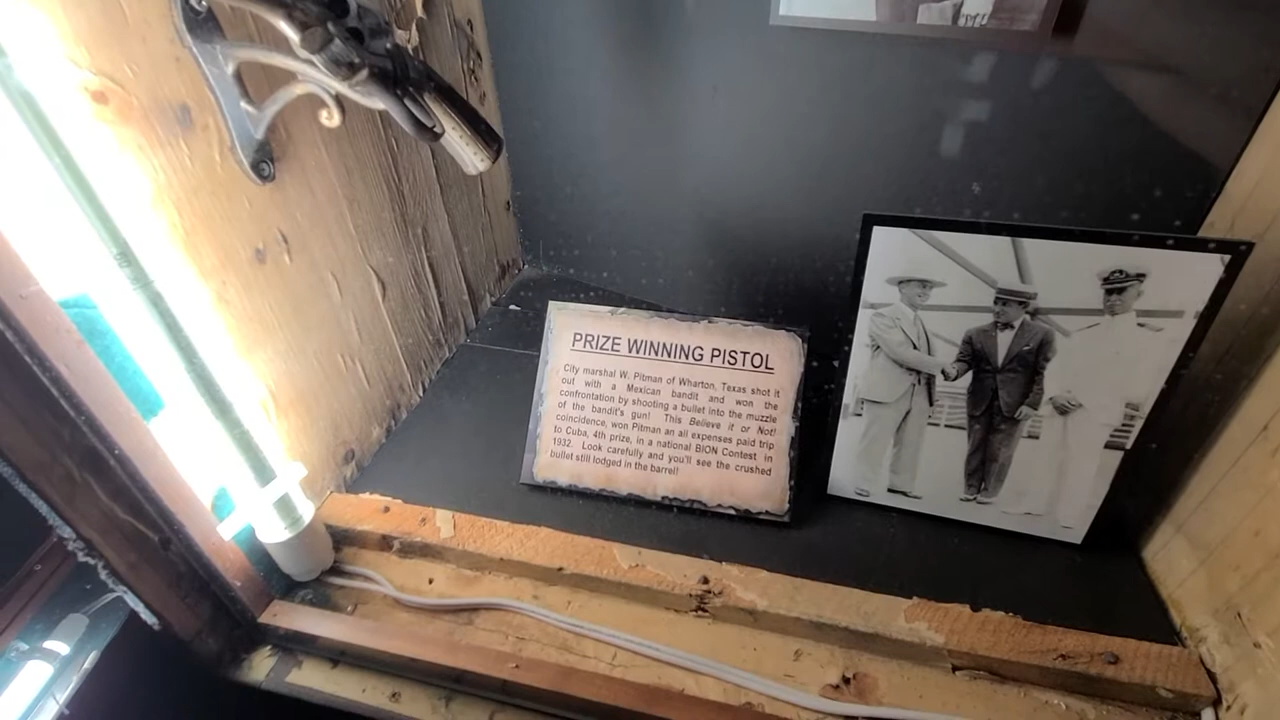 PRIZE WINNING PISTOL
City marshal W. Pitman of Wharton, Texas shot it
out with a Mexican bandit and won the
confrontation by shooting a bullet into the muzzle
of the bandit's gun! This Believe it or Not!
coincidence, won Pitman an all expenses paid trip
to Cuba, 4th prize, in a national BION Contest in
1932. Look carefully and you'll see the crushed
bullet still lodged in the barrel!